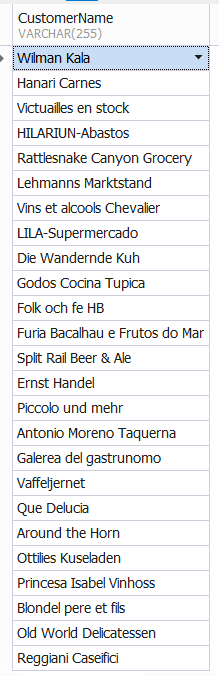 CustomerName
VARCHAR(255)
Wilman Kala
Hanari Carnes
Victuailles en stock
HILARIUN-Abastos
Rattlesnake Canyon Grocery
Lehmanns Marktstand
Vins et alcools Chevalier
LILA-Supermercado
Die Wandernde Kuh
Godos Cocina Tupica
Folk och fe HB
Furia Bacalhau e Frutos do Mar
Split Rail Beer & Ale
Ernst Handel
Piccolo und mehr
Antonio Moreno Taquerna
Galerea del gastrunomo
Vaffeljernet
Que Delucia
Around the Horn
Ottilies Kuseladen
Princesa Isabel Vinhoss
Blondel pere et fils
Old World Delicatessen
Reggiani Caseifici